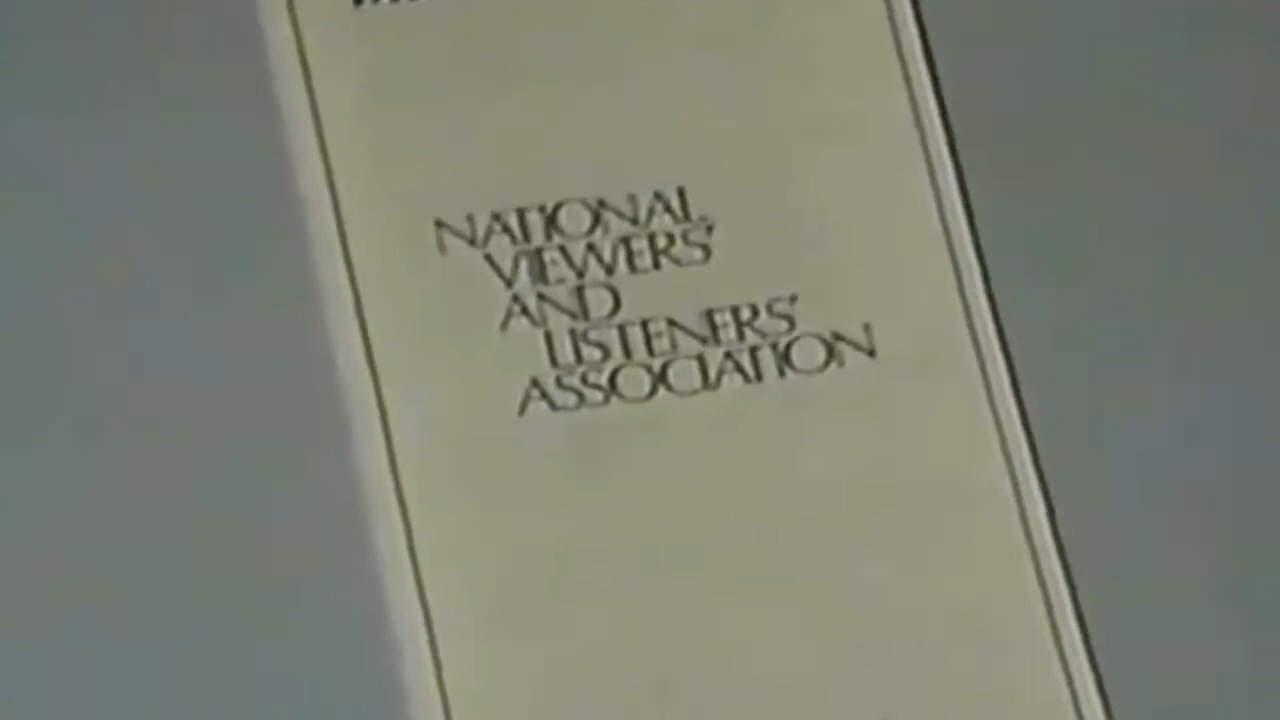 NATIONAL
VIEWERS'
AND
LISTENERS'
ASSOCIATION